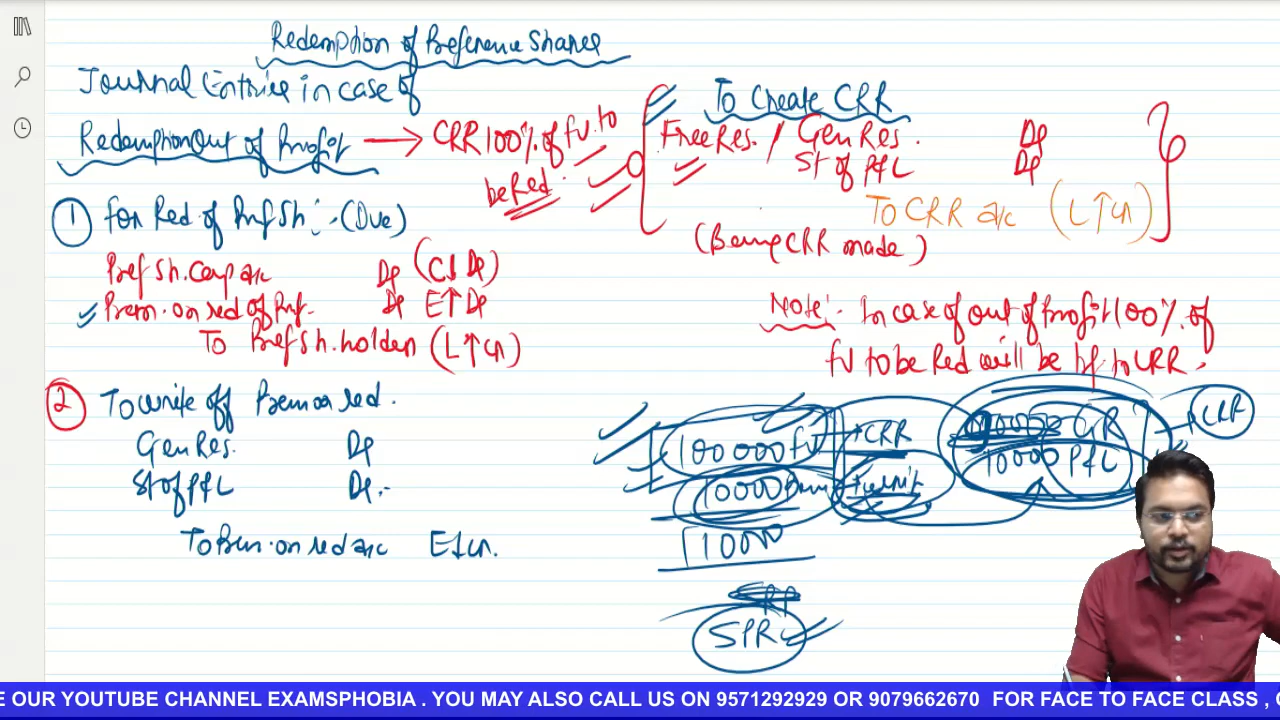 Redemption of Preference Shares
Journal Entries in case of
Redemption Out of Profit → CRR 100% of FV. to
be Red.
To Create CRR
Free Res. / Gen Res. Dr
St of P/L Dr
To CRR a/c (L↑Cr)
(Being CRR made)
① For Red of Pref Sh :- (Due)
Pref Sh. Cap a/c Dr (C↓ Dr)
Prem. on red of Pref. Dr E↑ Dr
To Pref Sh. holders (L↑Cr)
Note:- In case of out of Profit 100% of
FV to be Red will be t/f to CRR.
② To write off Prem on red.
Gen Res. Dr
St of P/L Dr.
To Prem. on red a/c E↓Cr.
100000 FV CRR
10000 Prem
GR CRR
10000 P/L
SPR
E OUR YOUTUBE CHANNEL EXAMSPHOBIA . YOU MAY ALSO CALL US ON 9571292929 OR 9079662670 FOR FACE TO FACE CLASS , C